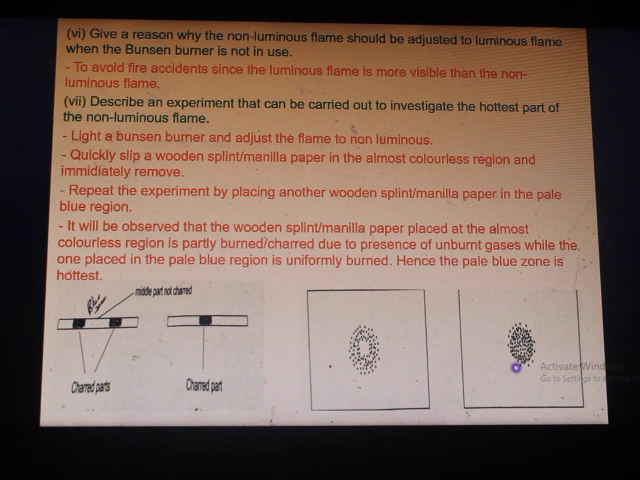 (vi) Give a reason why the non-luminous flame should be adjusted to luminous flame
when the Bunsen burner is not in use.
- To avoid fire accidents since the luminous flame is more visible than the non-
luminous flame.
(vii) Describe an experiment that can be carried out to investigate the hottest part of
the non-luminous flame.
- Light a bunsen burner and adjust the flame to non luminous.
- Quickly slip a wooden splint/manilla paper in the almost colourless region and
immidiately remove.
- Repeat the experiment by placing another wooden splint/manilla paper in the pale
blue region.
- It will be observed that the wooden splint/manilla paper placed at the almost
colourless region is partly burned/charred due to presence of unburnt gases while the
one placed in the pale blue region is uniformly burned. Hence the pale blue zone is
hottest.
middle part not charred
Charred parts
Charred part
Activate Wind
Go to Settings to